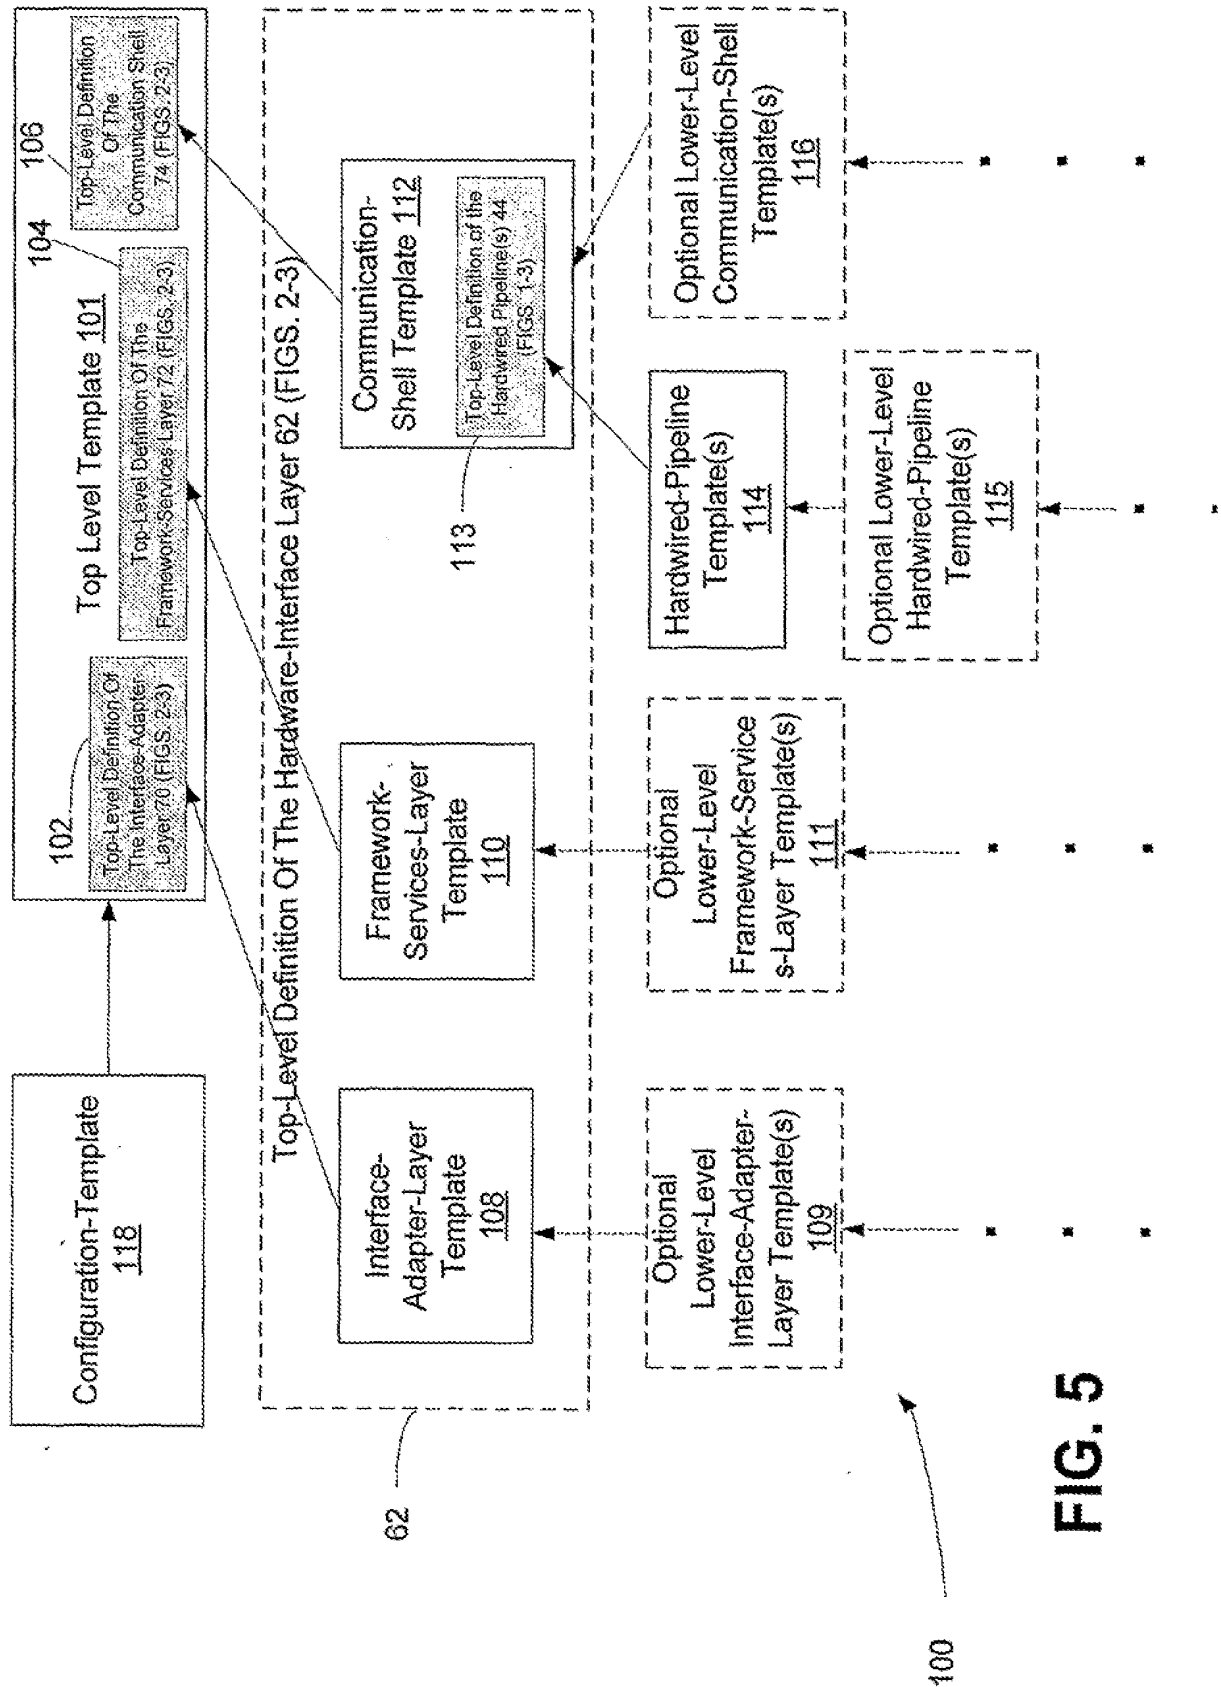 Configuration-Template
118
Top Level Template 101
102
Top-Level Definition Of
The Interface-Adapter
Layer 70 (FIGS. 2-3)
104
Top-Level Definition Of The
Framework-Services-Layer 72 (FIGS. 2-3)
106
Top-Level Definition
Of The
Communication Shell
74 (FIGS. 2-3)
62
Top-Level Definition Of The Hardware-Interface Layer 62 (FIGS. 2-3)
Interface-
Adapter-Layer
Template
108
Framework-
Services-Layer
Template
110
Communication-
Shell Template 112
Top-Level Definition of the
Hardwired Pipeline(s) 44
(FIGS. 1-3)
113
Optional
Lower-Level
Interface-Adapter-
Layer Template(s)
109
Optional
Lower-Level
Framework-Service
s-Layer Template(s)
111
Hardwired-Pipeline
Template(s)
114
Optional Lower-Level
Communication-Shell
Template(s)
116
Optional Lower-Level
Hardwired-Pipeline
Template(s)
115
100
FIG. 5